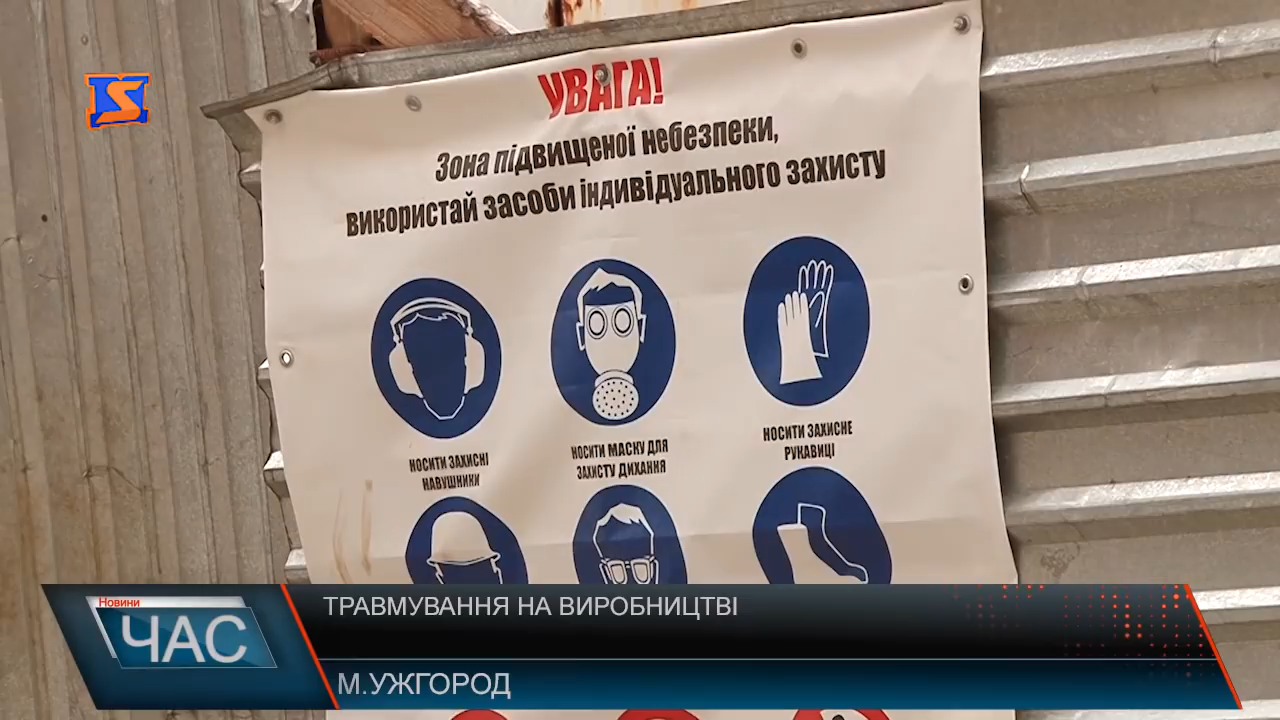 УВАГА!
Зона підвищеної небезпеки,
використай засоби індивідуального захисту
НОСИТИ ЗАХИСНІ
НАВУШНИКИ
НОСИТИ МАСКУ ДЛЯ
ЗАХИСТУ ДИХАННЯ
НОСИТИ ЗАХИСНЕ
РУКАВИЦІ
Новини
ЧАС
ТРАВМУВАННЯ НА ВИРОБНИЦТВІ
М.УЖГОРОД